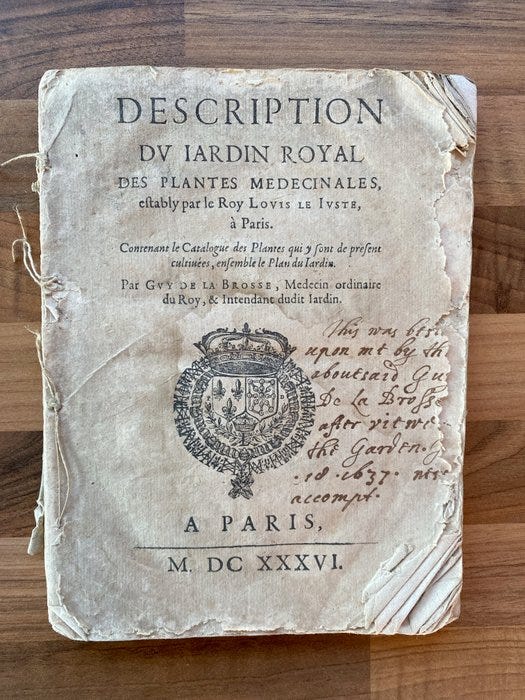 DESCRIPTION
DV IARDIN ROYAL
DES PLANTES MEDECINALES,
estably par le Roy LOVIS LE IVSTE,
à Paris.
Contenant le Catalogue des Plantes qui y sont de present
cultiuées, ensemble le Plan du Iardin.
Par GVY DE LA BROSSE, Medecin ordinaire
du Roy, & Intendant dudit Iardin.
This was
upon me by
aboutsaid Gu
De La Brosse
after
the Garden.
.18.1637.
accompt.
A PARIS,
M. DC XXXVI.